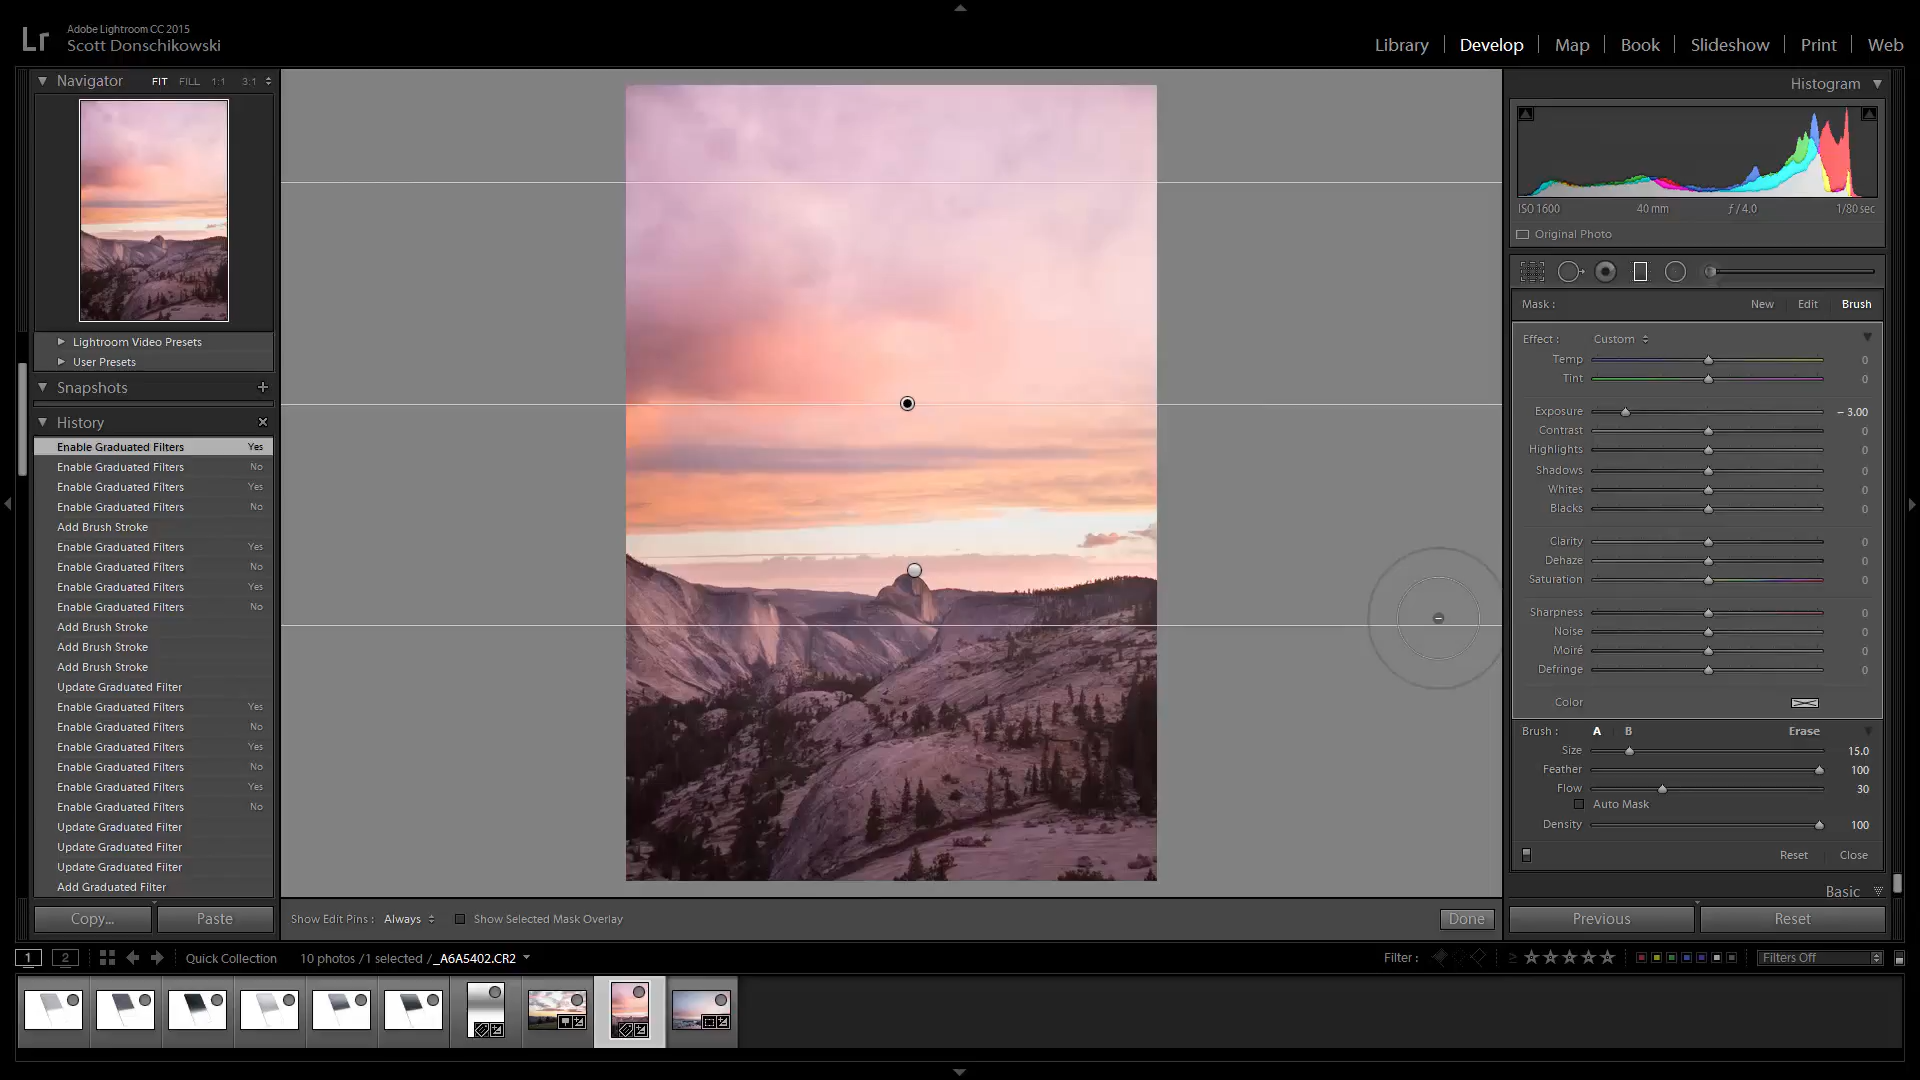 Lr
Adobe Lightroom CC 2015
Scott Donschikowski
Library Develop Map Book Slideshow Print Web
Navigator FIT FILL 1:1 3:1
Lightroom Video Presets
User Presets
Snapshots
History
Enable Graduated Filters Yes
Enable Graduated Filters No
Enable Graduated Filters Yes
Enable Graduated Filters No
Add Brush Stroke
Enable Graduated Filters Yes
Enable Graduated Filters No
Enable Graduated Filters Yes
Enable Graduated Filters No
Add Brush Stroke
Add Brush Stroke
Add Brush Stroke
Update Graduated Filter
Enable Graduated Filters Yes
Enable Graduated Filters No
Enable Graduated Filters Yes
Enable Graduated Filters No
Enable Graduated Filters Yes
Enable Graduated Filters No
Update Graduated Filter
Update Graduated Filter
Update Graduated Filter
Add Graduated Filter
Copy... Paste
Show Edit Pins : Always Show Selected Mask Overlay Done
Histogram
ISO 1600 40 mm ƒ / 4.0 1/80 sec
Original Photo
Mask : New Edit Brush
Effect : Custom
Temp 0
Tint 0
Exposure – 3.00
Contrast 0
Highlights 0
Shadows 0
Whites 0
Blacks 0
Clarity 0
Dehaze 0
Saturation 0
Sharpness 0
Noise 0
Moiré 0
Defringe 0
Color
Brush : A B Erase
Size 15.0
Feather 100
Flow 30
Auto Mask
Density 100
Reset Close
Basic
Previous Reset
1 2 Quick Collection 10 photos /1 selected /_A6A5402.CR2 Filter : ≥ Filters Off